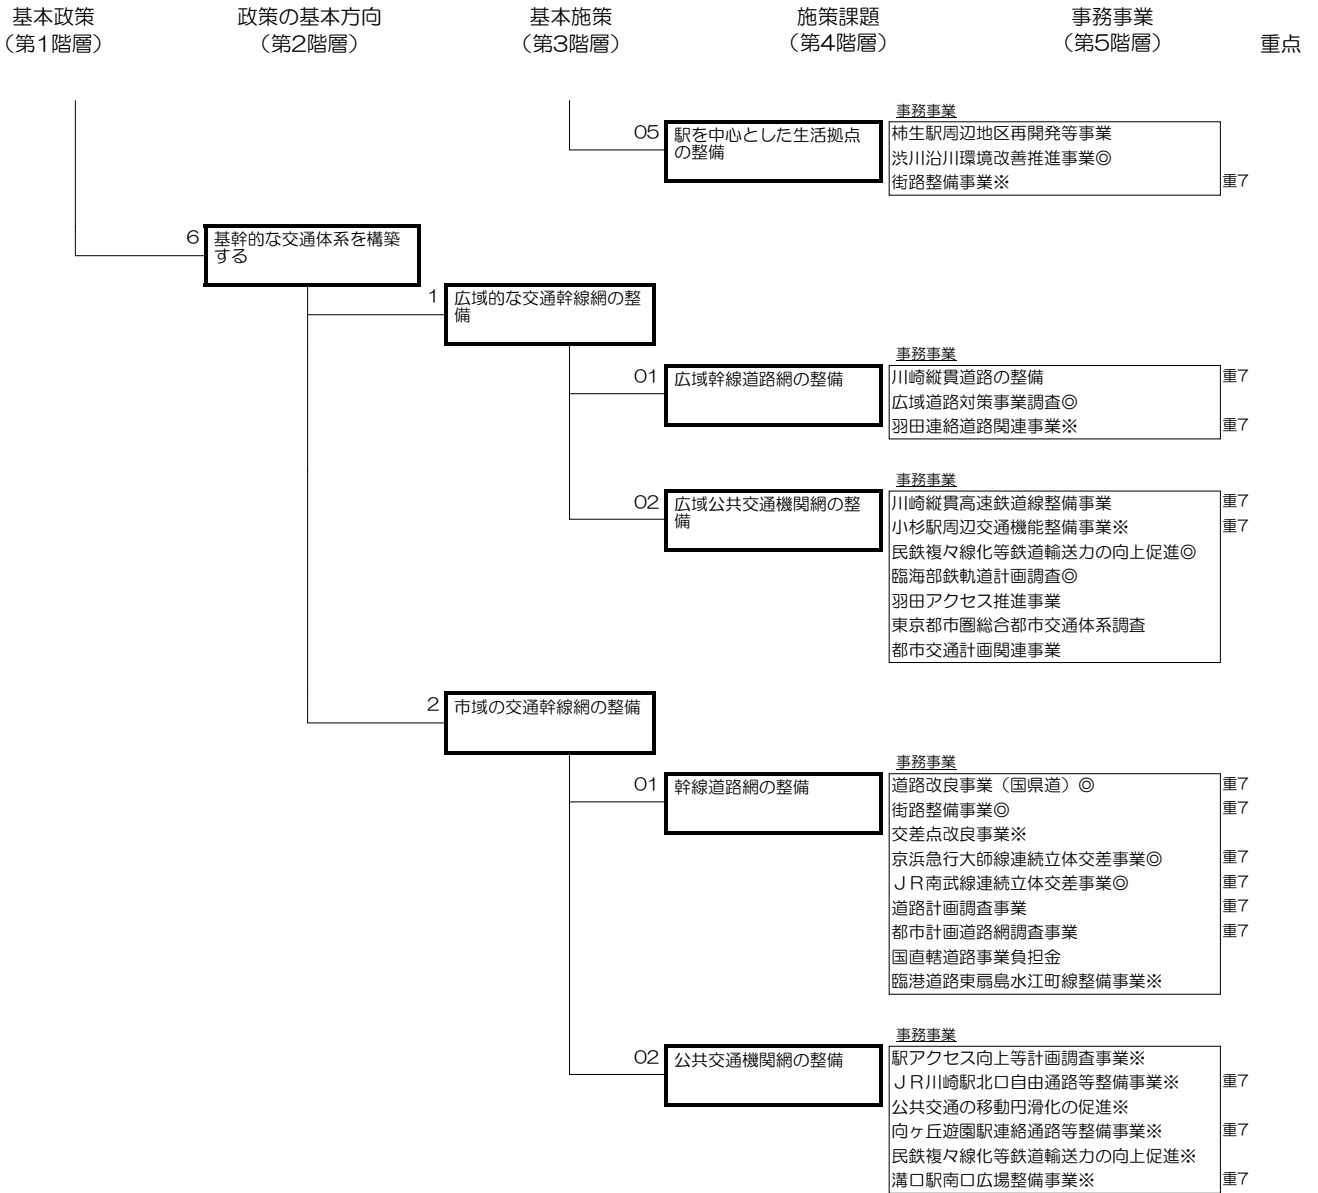 基本政策 政策の基本方向 基本施策 施策課題 事務事業
（第1階層） （第2階層） （第3階層） （第4階層） （第5階層） 重点
事務事業
05 駅を中心とした生活拠点
の整備
柿生駅周辺地区再開発等事業
渋川沿川環境改善推進事業◎
街路整備事業※ 重7
6 基幹的な交通体系を構築
する
1 広域的な交通幹線網の整
備
事務事業
01 広域幹線道路網の整備
川崎縦貫道路の整備 重7
広域道路対策事業調査◎
羽田連絡道路関連事業※ 重7
事務事業
02 広域公共交通機関網の整
備
川崎縦貫高速鉄道線整備事業 重7
小杉駅周辺交通機能整備事業※ 重7
民鉄複々線化等鉄道輸送力の向上促進◎
臨海部鉄軌道計画調査◎
羽田アクセス推進事業
東京都市圏総合都市交通体系調査
都市交通計画関連事業
2 市域の交通幹線網の整備
事務事業
01 幹線道路網の整備
道路改良事業（国県道）◎ 重7
街路整備事業◎ 重7
交差点改良事業※
京浜急行大師線連続立体交差事業◎ 重7
ＪＲ南武線連続立体交差事業◎ 重7
道路計画調査事業 重7
都市計画道路網調査事業 重7
国直轄道路事業負担金
臨港道路東扇島水江町線整備事業※
事務事業
02 公共交通機関網の整備
駅アクセス向上等計画調査事業※
ＪＲ川崎駅北口自由通路等整備事業※ 重7
公共交通の移動円滑化の促進※
向ヶ丘遊園駅連絡通路等整備事業※ 重7
民鉄複々線化等鉄道輸送力の向上促進※
溝口駅南口広場整備事業※ 重7